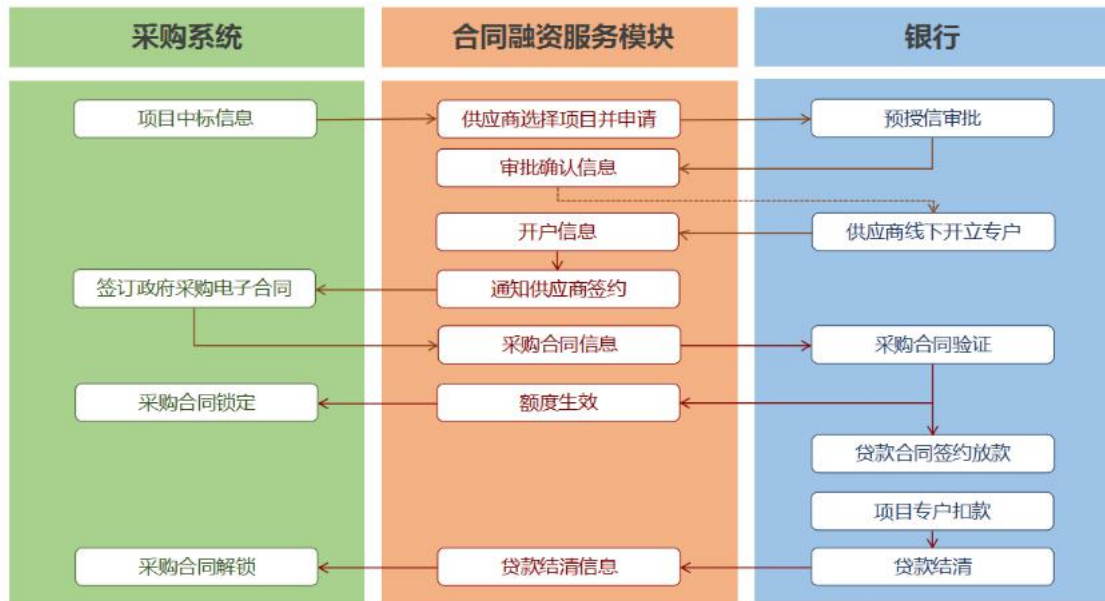 采购系统
合同融资服务模块
银行
项目中标信息
供应商选择项目并申请
预授信审批
审批确认信息
开户信息
供应商线下开立专户
签订政府采购电子合同
通知供应商签约
采购合同信息
采购合同验证
采购合同锁定
额度生效
贷款合同签约放款
项目专户扣款
采购合同解锁
贷款结清信息
贷款结清